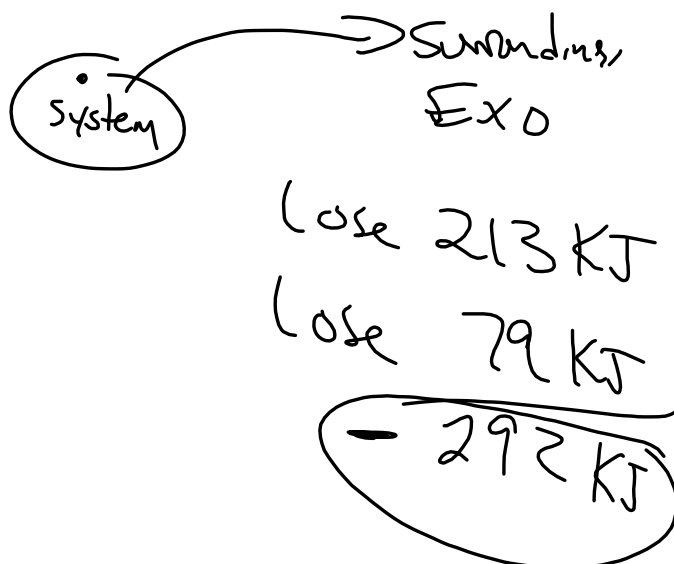 Surroundings
system
Exo
lose 213 KJ
lose 79 KJ
- 292 KJ